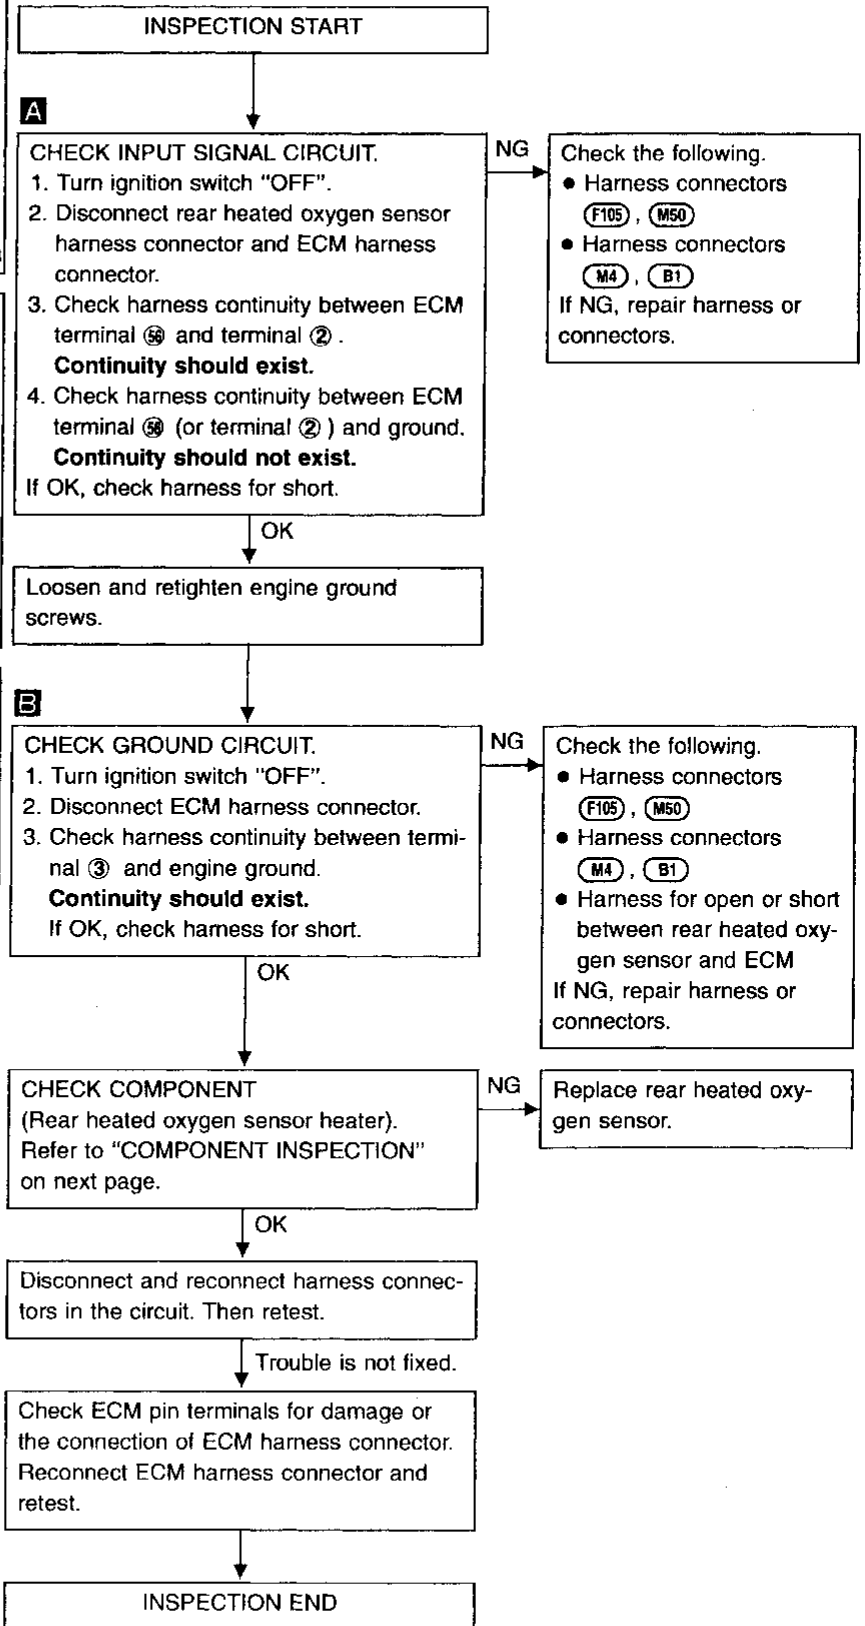 INSPECTION START
A
CHECK INPUT SIGNAL CIRCUIT.
1. Turn ignition switch "OFF".
2. Disconnect rear heated oxygen sensor
harness connector and ECM harness
connector.
3. Check harness continuity between ECM
terminal 56 and terminal 2 .
Continuity should exist.
4. Check harness continuity between ECM
terminal 56 (or terminal 2 ) and ground.
Continuity should not exist.
If OK, check harness for short.
NG
Check the following.
● Harness connectors
F105 , M50
● Harness connectors
M4 , B1
If NG, repair harness or
connectors.
OK
Loosen and retighten engine ground
screws.
B
CHECK GROUND CIRCUIT.
1. Turn ignition switch "OFF".
2. Disconnect ECM harness connector.
3. Check harness continuity between termi-
nal 3 and engine ground.
Continuity should exist.
If OK, check harness for short.
NG
Check the following.
● Harness connectors
F105 , M50
● Harness connectors
M4 , B1
● Harness for open or short
between rear heated oxy-
gen sensor and ECM
If NG, repair harness or
connectors.
OK
CHECK COMPONENT
(Rear heated oxygen sensor heater).
Refer to "COMPONENT INSPECTION"
on next page.
NG
Replace rear heated oxy-
gen sensor.
OK
Disconnect and reconnect harness connec-
tors in the circuit. Then retest.
Trouble is not fixed.
Check ECM pin terminals for damage or
the connection of ECM harness connector.
Reconnect ECM harness connector and
retest.
INSPECTION END